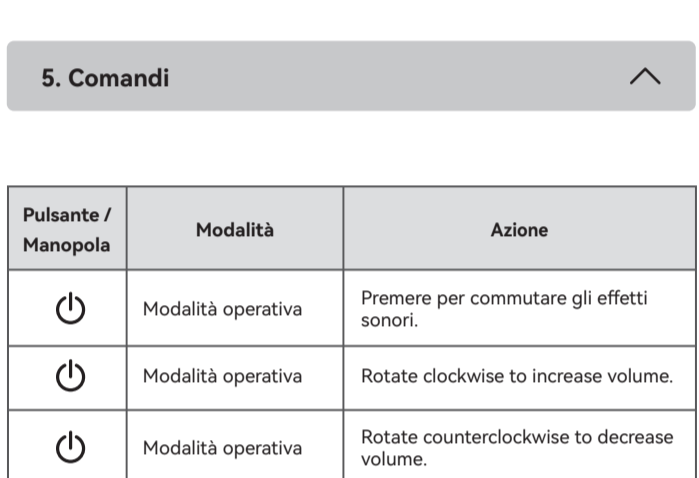 5. Comandi
Pulsante /
Manopola
Modalità
Azione
Modalità operativa
Premere per commutare gli effetti
sonori.
Modalità operativa
Rotate clockwise to increase volume.
Modalità operativa
Rotate counterclockwise to decrease
volume.